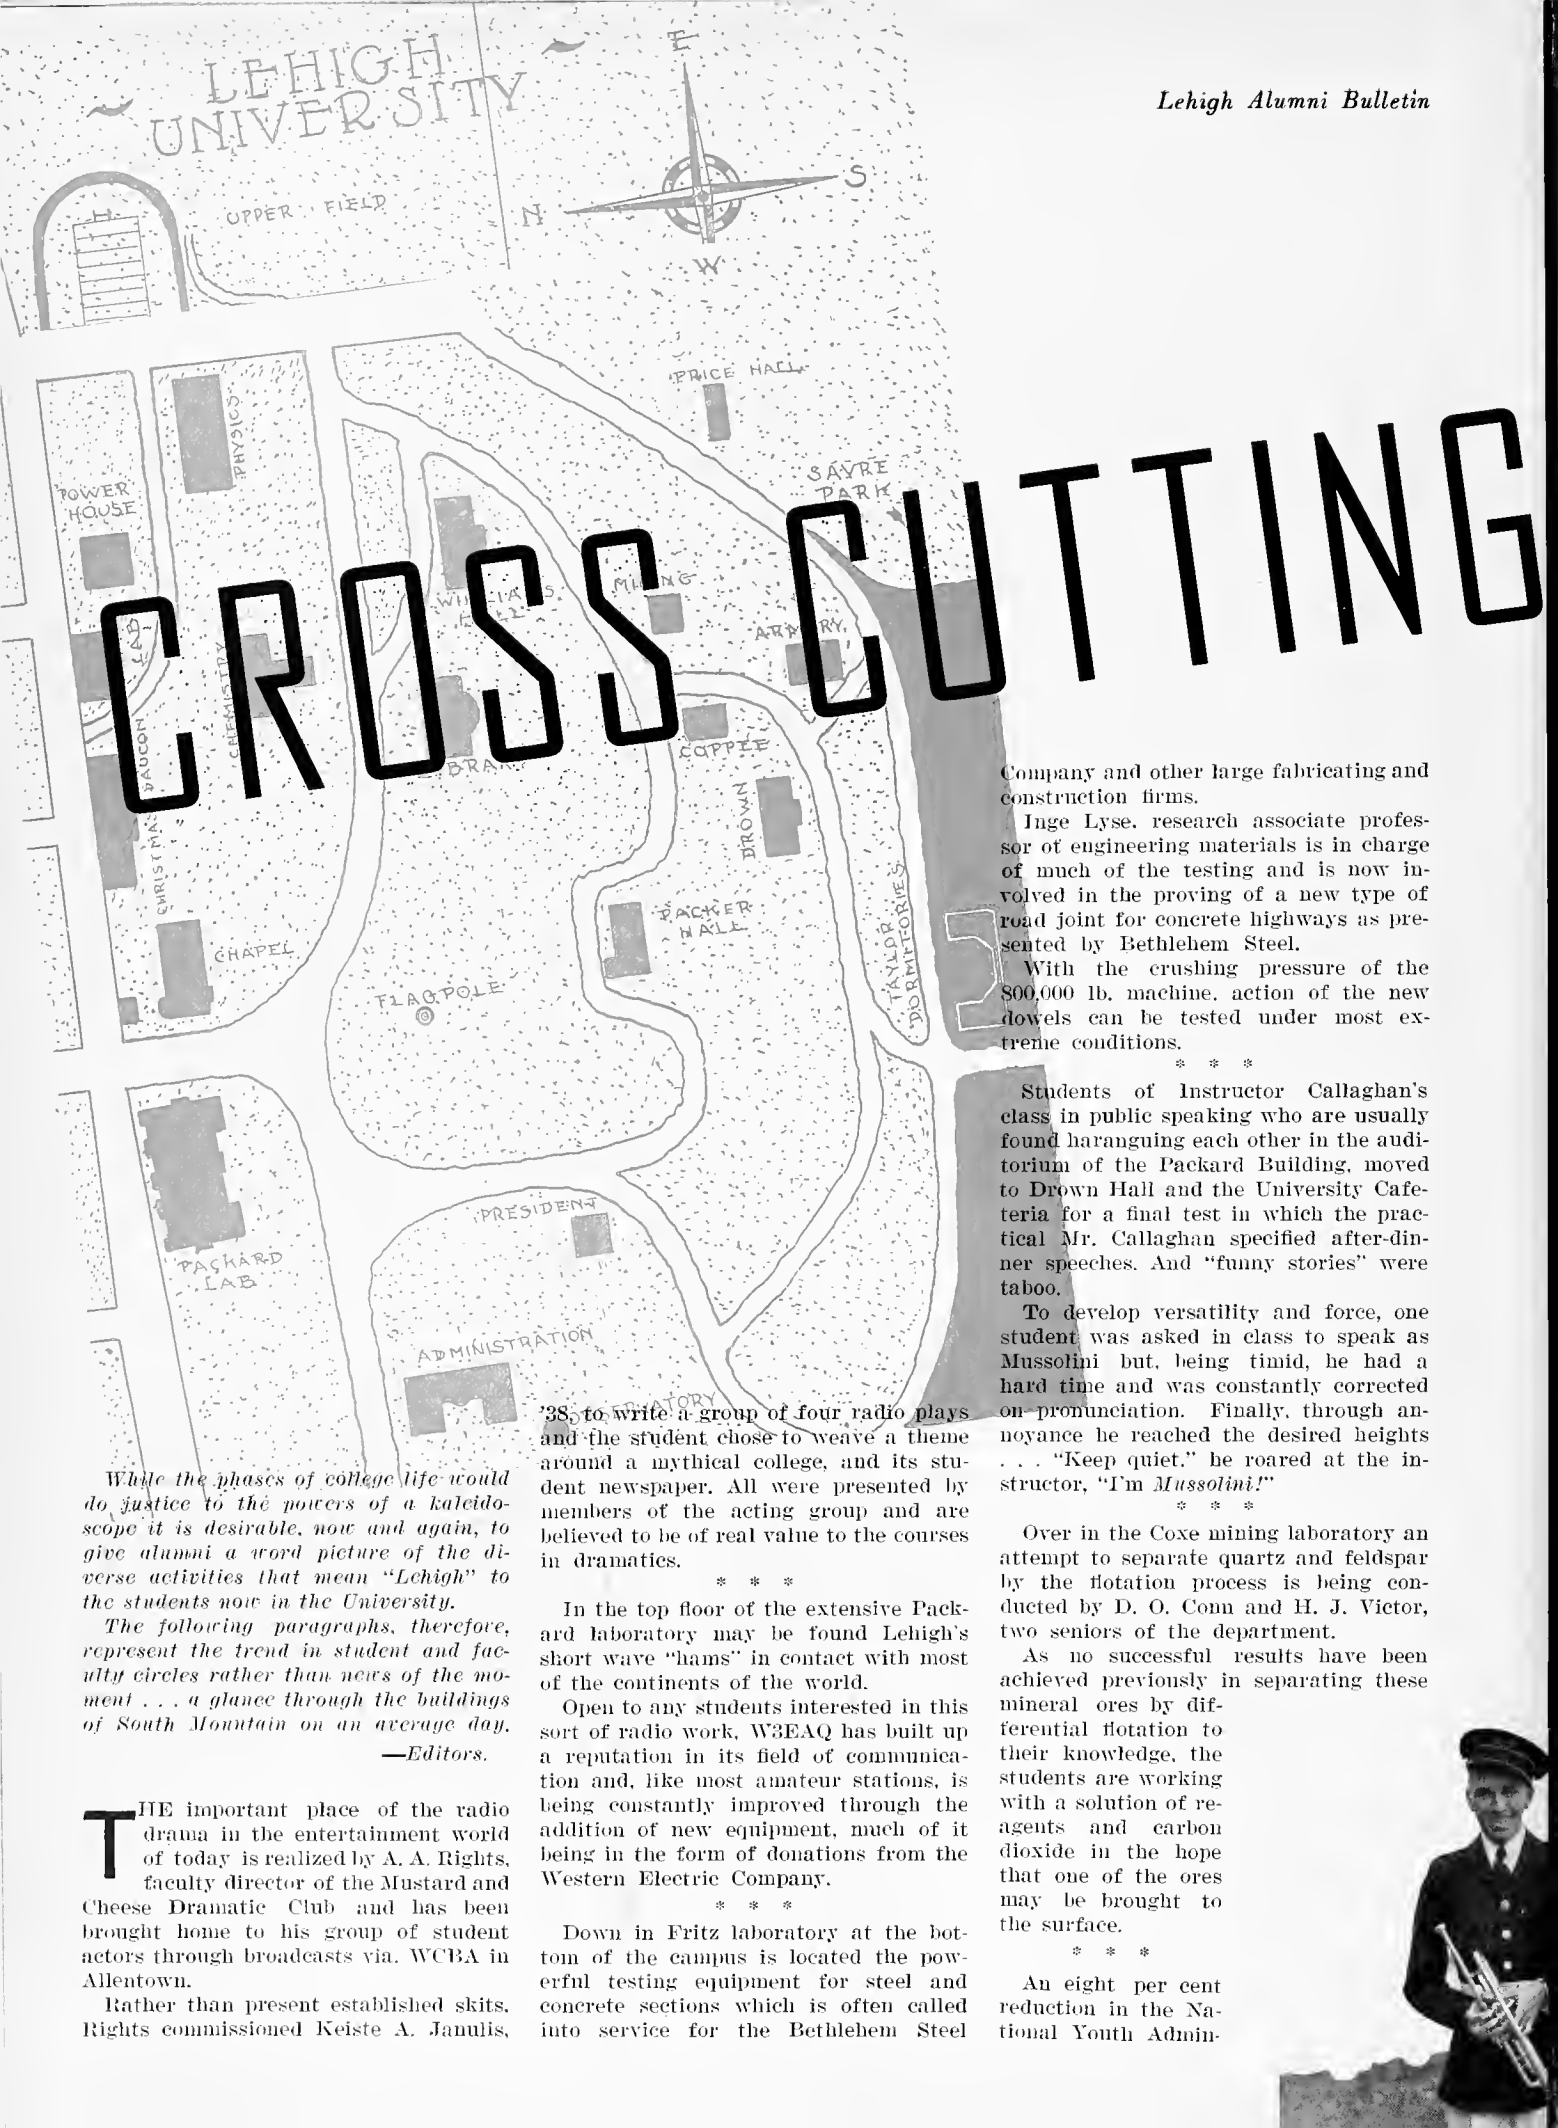 Lehigh Alumni Bulletin
LEHIGH
UNIVERSITY
E
S
N
W
UPPER FIELD
PRICE HALL
SAYRE
PARK
PHYSICS
POWER
HOUSE
WILLIAMS
HALL
MINING
ARMORY
CHEMISTRY
CHRISTMAS-SAUCON LAB
LIBRARY
COPPEE
DROWN
PACKER
HALL
TAYLOR
DORMITORIES
CHAPEL
FLAGPOLE
PACKARD
LAB
PRESIDENT
ADMINISTRATION
OBSERVATORY
CROSS CUTTING
While the phases of college life would
do justice to the powers of a kaleido-
scope it is desirable, now and again, to
give alumni a word picture of the di-
verse activities that mean “Lehigh” to
the students now in the University.
The following paragraphs, therefore,
represent the trend in student and fac-
ulty circles rather than news of the mo-
ment . . . a glance through the buildings
of South Mountain on an average day.
—Editors.
THE important place of the radio
drama in the entertainment world
of today is realized by A. A. Rights,
faculty director of the Mustard and
Cheese Dramatic Club and has been
brought home to his group of student
actors through broadcasts via. WCBA in
Allentown.
Rather than present established skits,
Rights commissioned Keiste A. Janulis,
’38, to write a group of four radio plays
and the student chose to weave a theme
around a mythical college, and its stu-
dent newspaper. All were presented by
members of the acting group and are
believed to be of real value to the courses
in dramatics.
* * *
In the top floor of the extensive Pack-
ard laboratory may be found Lehigh’s
short wave “hams” in contact with most
of the continents of the world.
Open to any students interested in this
sort of radio work, W3EAQ has built up
a reputation in its field of communica-
tion and, like most amateur stations, is
being constantly improved through the
addition of new equipment, much of it
being in the form of donations from the
Western Electric Company.
* * *
Down in Fritz laboratory at the bot-
tom of the campus is located the pow-
erful testing equipment for steel and
concrete sections which is often called
into service for the Bethlehem Steel
Company and other large fabricating and
construction firms.
Inge Lyse, research associate profes-
sor of engineering materials is in charge
of much of the testing and is now in-
volved in the proving of a new type of
road joint for concrete highways as pre-
sented by Bethlehem Steel.
With the crushing pressure of the
800,000 lb. machine, action of the new
dowels can be tested under most ex-
treme conditions.
* * *
Students of Instructor Callaghan’s
class in public speaking who are usually
found haranguing each other in the audi-
torium of the Packard Building, moved
to Drown Hall and the University Cafe-
teria for a final test in which the prac-
tical Mr. Callaghan specified after-din-
ner speeches. And “funny stories” were
taboo.
To develop versatility and force, one
student was asked in class to speak as
Mussolini but, being timid, he had a
hard time and was constantly corrected
on pronunciation. Finally, through an-
noyance he reached the desired heights
. . . “Keep quiet,” he roared at the in-
structor, “I’m Mussolini!”
* * *
Over in the Coxe mining laboratory an
attempt to separate quartz and feldspar
by the flotation process is being con-
ducted by D. O. Conn and H. J. Victor,
two seniors of the department.
As no successful results have been
achieved previously in separating these
mineral ores by dif-
ferential flotation to
their knowledge, the
students are working
with a solution of re-
agents and carbon
dioxide in the hope
that one of the ores
may be brought to
the surface.
* * *
An eight per cent
reduction in the Na-
tional Youth Admin-